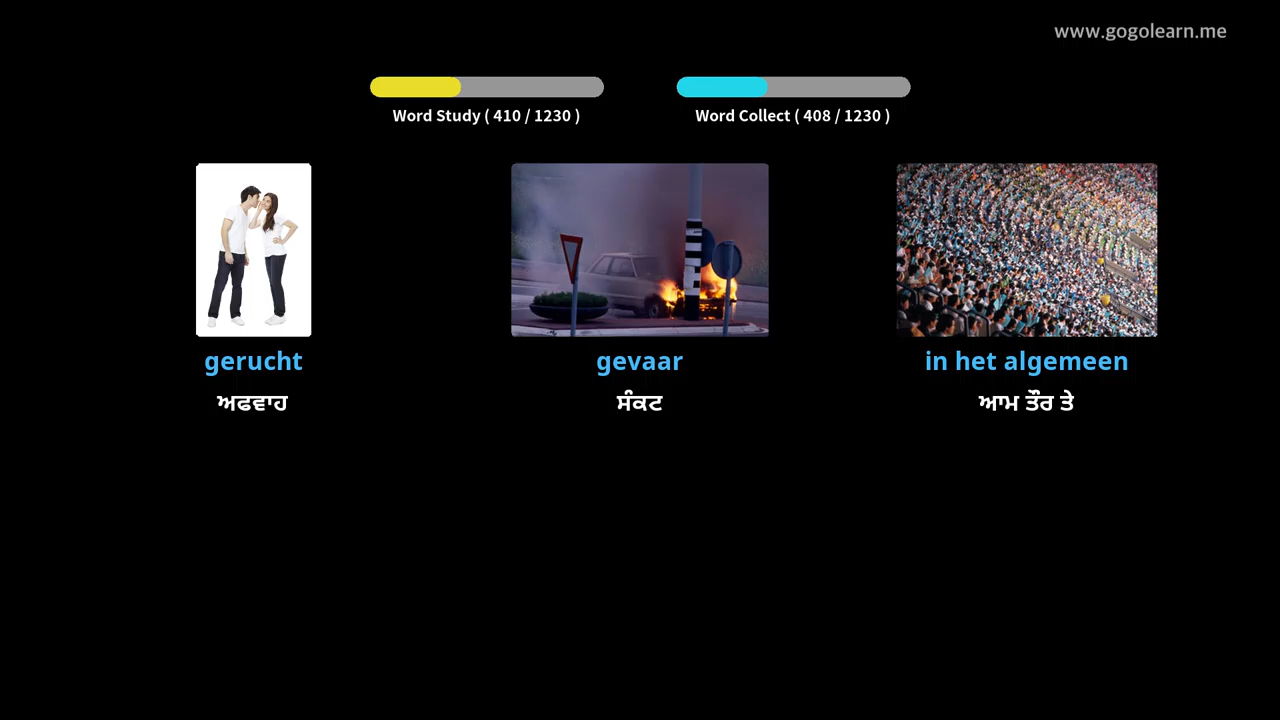 www.gogolearn.me
Word Study ( 410 / 1230 )
Word Collect ( 408 / 1230 )
gerucht
gevaar
in het algemeen
ਅਫਵਾਹ
ਸੰਕਟ
ਆਮ ਤੌਰ ਤੇ